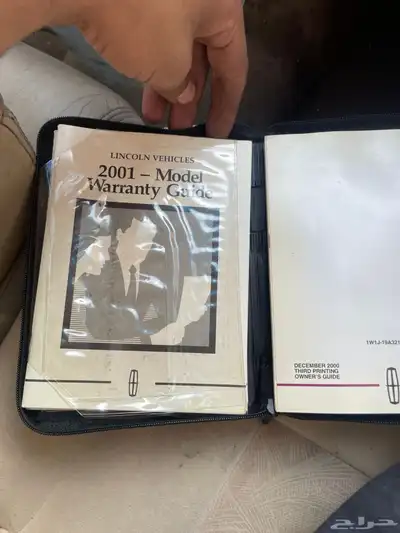 LINCOLN VEHICLES
2001 – Model
Warranty Guide
1W1J-19A321
DECEMBER 2000
THIRD PRINTING
OWNER'S GUIDE
حراج